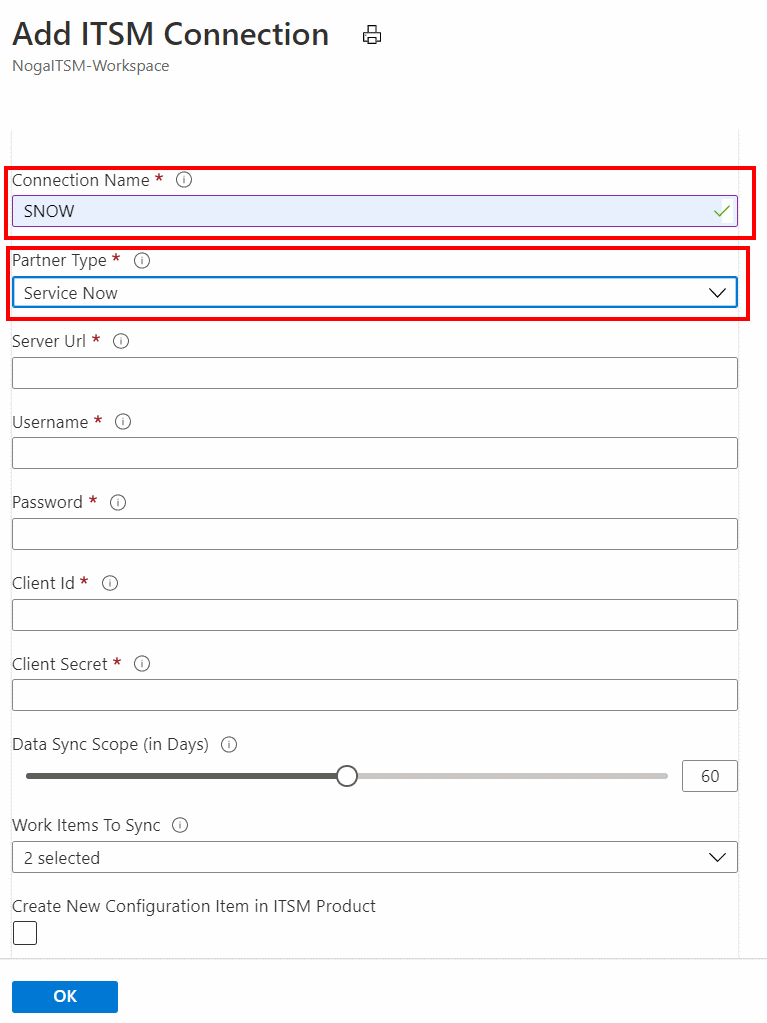 Add ITSM Connection
NogaITSM-Workspace
Connection Name *
SNOW
Partner Type *
Service Now
Server Url *
Username *
Password *
Client Id *
Client Secret *
Data Sync Scope (in Days)
60
Work Items To Sync
2 selected
Create New Configuration Item in ITSM Product
OK